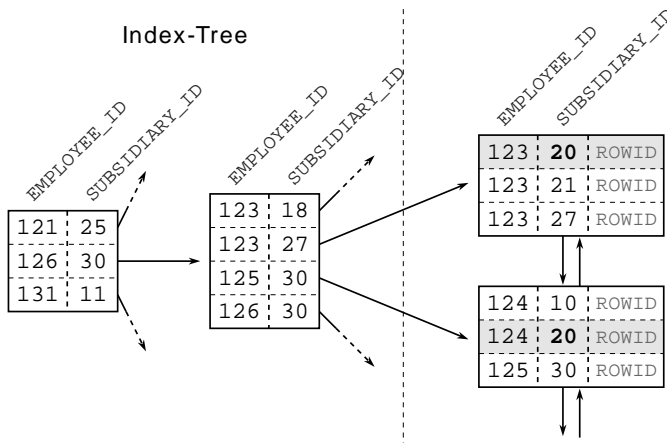 Index-Tree
EMPLOYEE_ID
SUBSIDIARY_ID
121 25
126 30
131 11
EMPLOYEE_ID
SUBSIDIARY_ID
123 18
123 27
125 30
126 30
EMPLOYEE_ID
SUBSIDIARY_ID
123 20 ROWID
123 21 ROWID
123 27 ROWID
124 10 ROWID
124 20 ROWID
125 30 ROWID